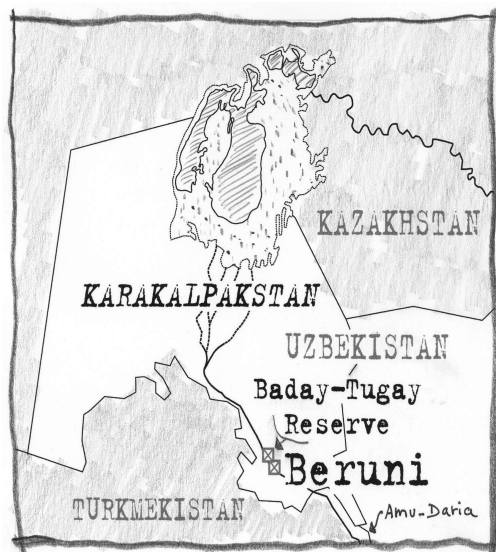 KAZAKHSTAN
KARAKALPAKSTAN
UZBEKISTAN
Baday-Tugay
Reserve
Beruni
TURKMEKISTAN
Amu-Daria